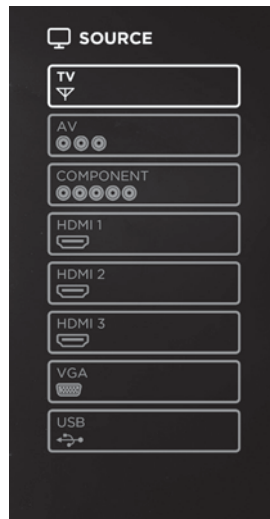 SOURCE
TV
AV
COMPONENT
HDMI 1
HDMI 2
HDMI 3
VGA
USB